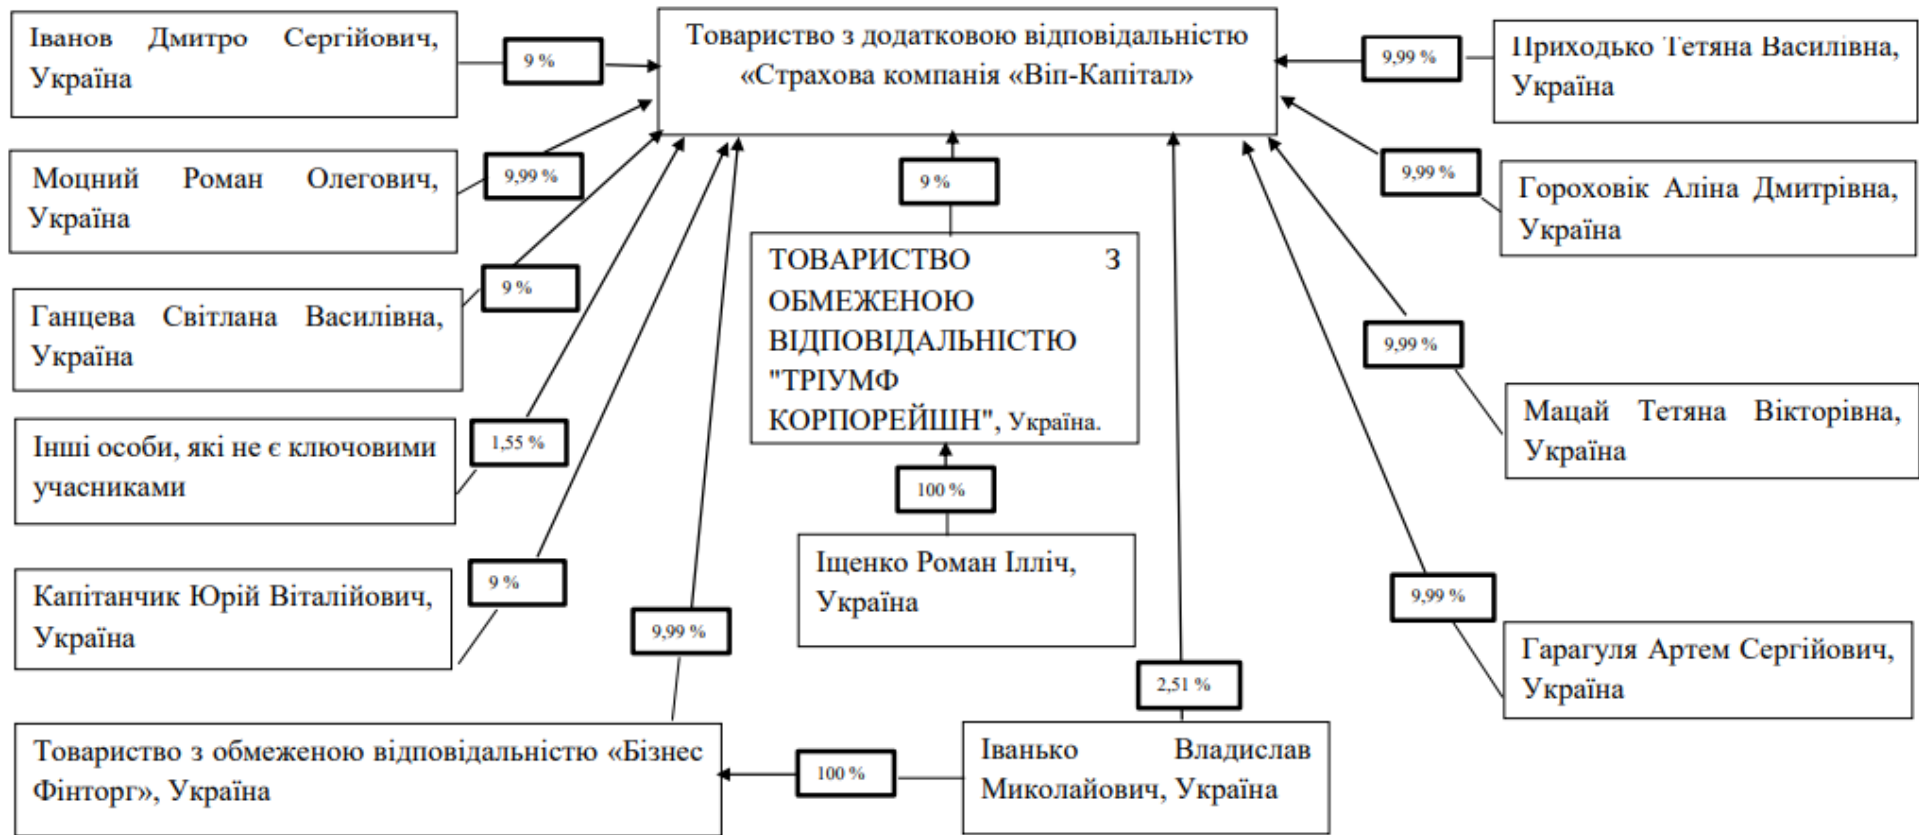 Іванов Дмитро Сергійович,
Україна
9 %
Товариство з додатковою відповідальністю
«Страхова компанія «Віп-Капітал»
9,99 %
Приходько Тетяна Василівна,
Україна
Моцний Роман Олегович,
Україна
9,99 %
9 %
9,99 %
Гороховік Аліна Дмитрівна,
Україна
Ганцева Світлана Василівна,
Україна
9 %
ТОВАРИСТВО З
ОБМЕЖЕНОЮ
ВІДПОВІДАЛЬНІСТЮ
"ТРІУМФ
КОРПОРЕЙШН", Україна.
9,99 %
Мацай Тетяна Вікторівна,
Україна
Інші особи, які не є ключовими
учасниками
1,55 %
100 %
Іщенко Роман Ілліч,
Україна
Капітанчик Юрій Віталійович,
Україна
9 %
9,99 %
9,99 %
Гарагуля Артем Сергійович,
Україна
2,51 %
Товариство з обмеженою відповідальністю «Бізнес
Фінторг», Україна
100 %
Іванько Владислав
Миколайович, Україна